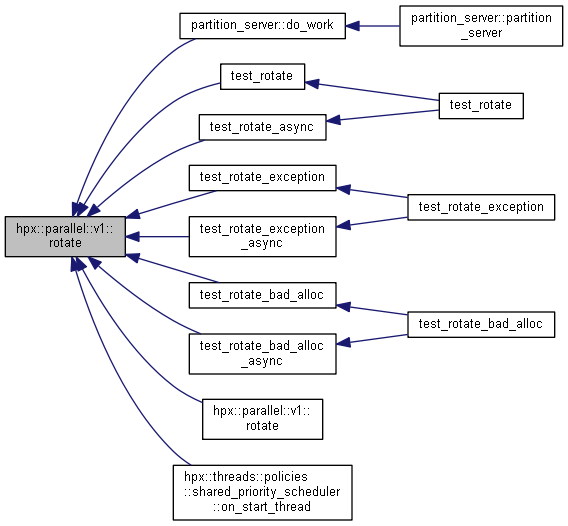 partition_server::do_work
partition_server::partition
_server
test_rotate
test_rotate
test_rotate_async
test_rotate_exception
test_rotate_exception
hpx::parallel::v1::
rotate
test_rotate_exception
_async
test_rotate_bad_alloc
test_rotate_bad_alloc
test_rotate_bad_alloc
_async
hpx::parallel::v1::
rotate
hpx::threads::policies
::shared_priority_scheduler
::on_start_thread